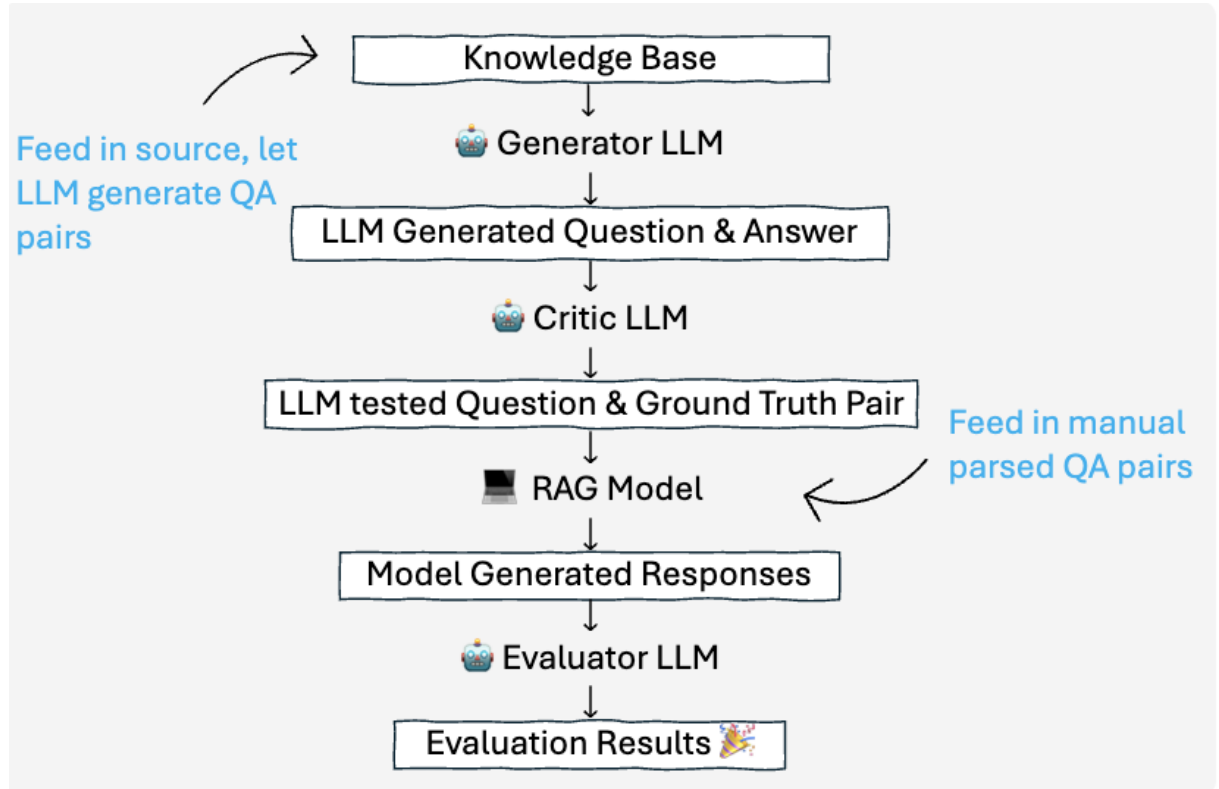 Knowledge Base
Feed in source, let
LLM generate QA
pairs
Generator LLM
LLM Generated Question & Answer
Critic LLM
LLM tested Question & Ground Truth Pair
Feed in manual
parsed QA pairs
RAG Model
Model Generated Responses
Evaluator LLM
Evaluation Results